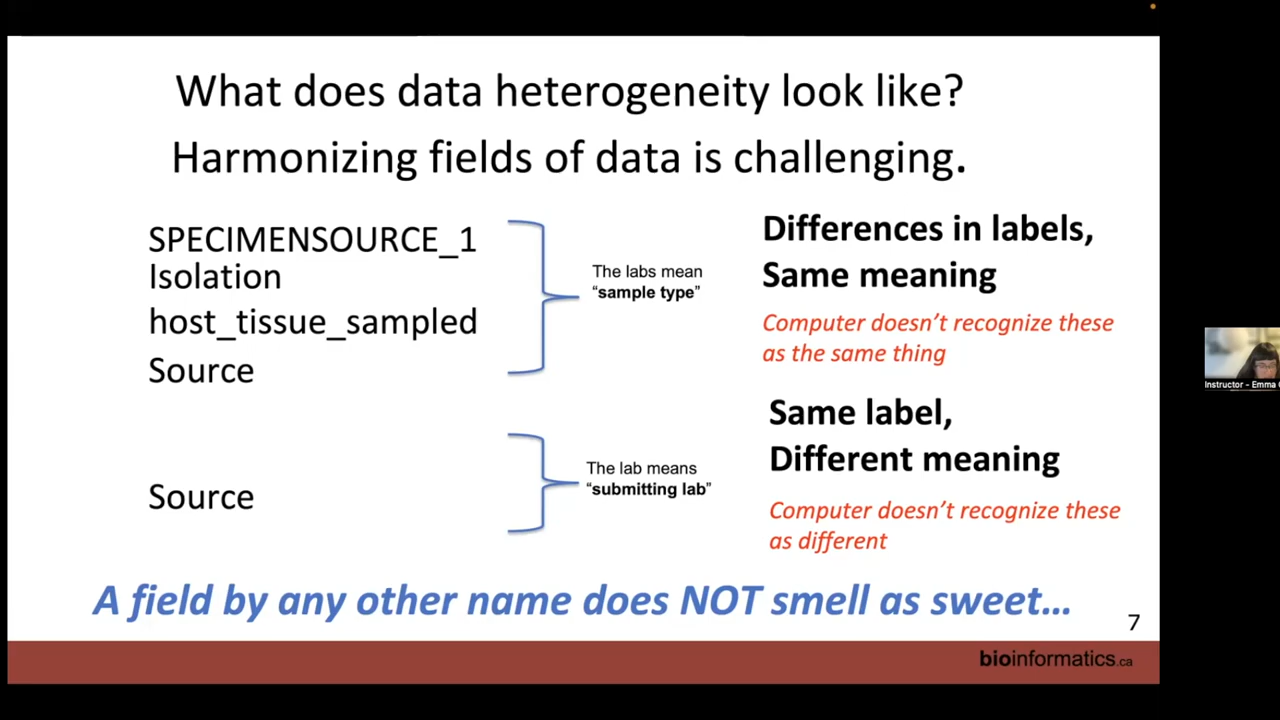 What does data heterogeneity look like?
Harmonizing fields of data is challenging.
SPECIMENSOURCE_1
Isolation
host_tissue_sampled
Source
The labs mean
“sample type”
Differences in labels,
Same meaning
Computer doesn’t recognize these
as the same thing
Source
The lab means
“submitting lab”
Same label,
Different meaning
Computer doesn’t recognize these
as different
A field by any other name does NOT smell as sweet…
7
bioinformatics.ca
Instructor - Emma